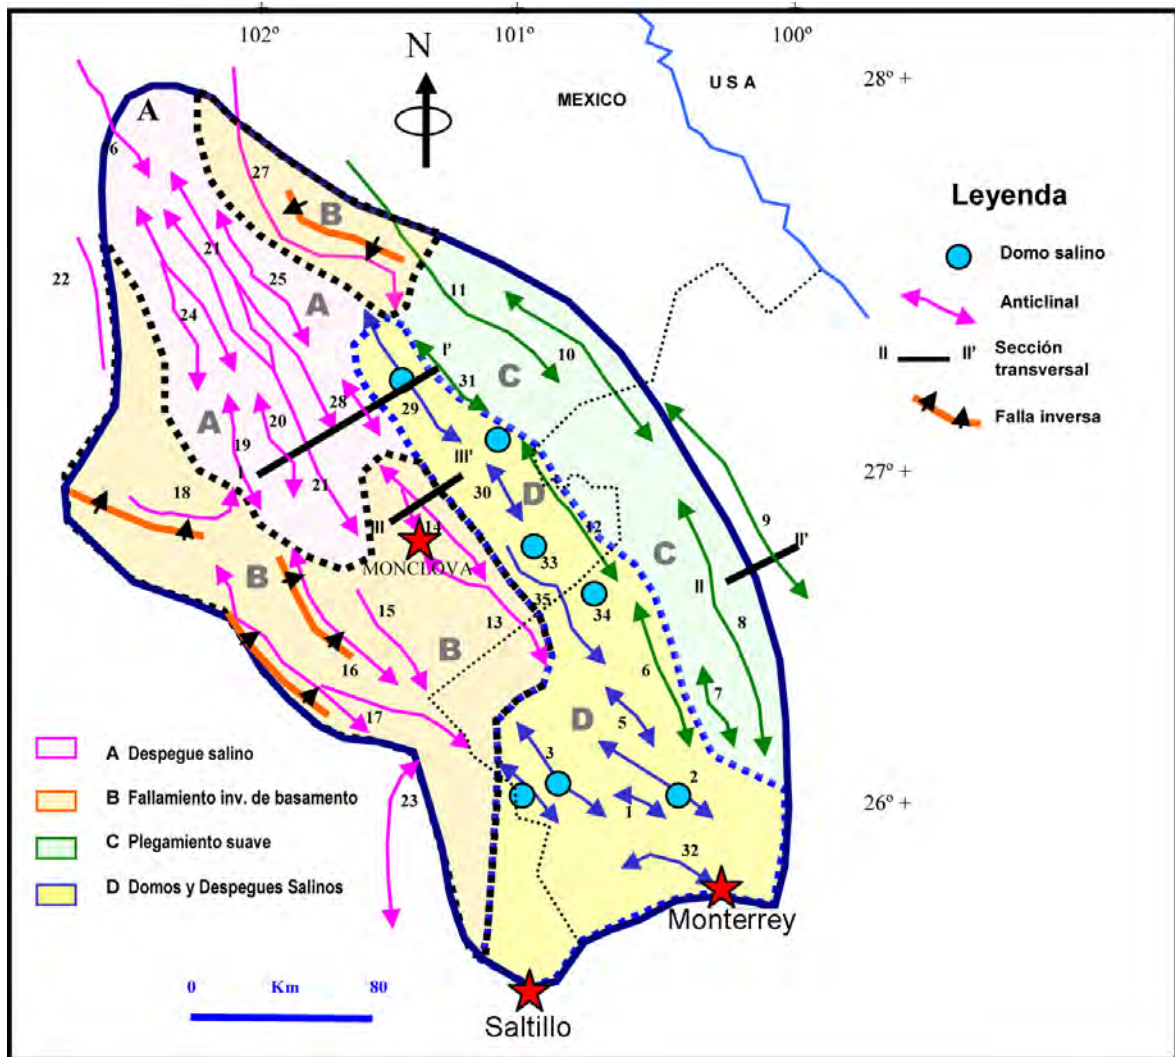 102º
101º
100º
N
28º +
U S A
MEXICO
A
6
27
B
Leyenda
Domo salino
Anticlinal
II
II'
Sección
transversal
Falla inversa
21
25
22
A
24
11
10
C
I'
31
28
29
20
A
19
I
III'
D
30
27º +
18
21
III
14
MONCLOVA
12
9
II'
C
33
II
B
35
34
15
13
8
B
16
6
7
17
D
5
A Despegue salino
3
2
B Fallamiento inv. de basamento
23
1
26º +
C Plegamiento suave
32
D Domos y Despegues Salinos
Monterrey
0 Km 80
Saltillo